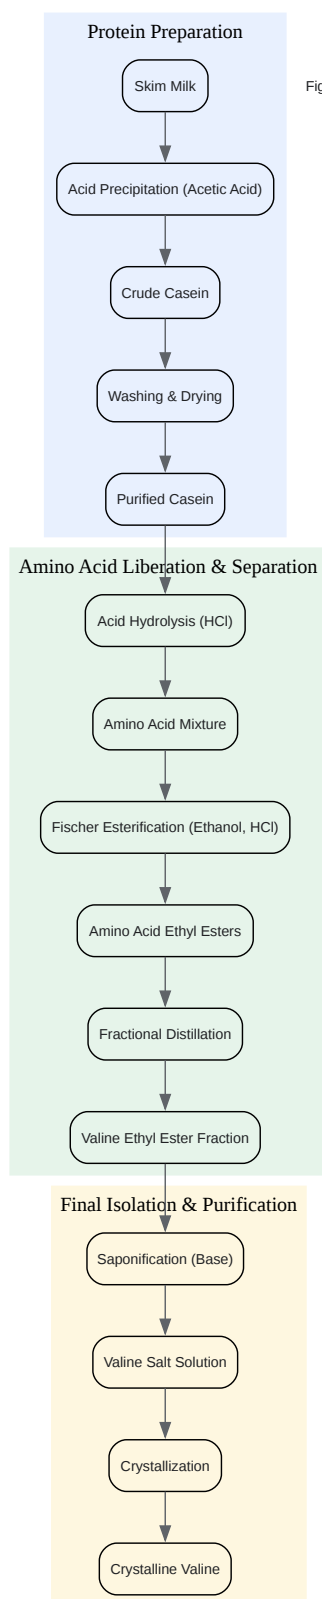 Protein Preparation
Skim Milk
Fig
Acid Precipitation (Acetic Acid)
Crude Casein
Washing & Drying
Purified Casein
Amino Acid Liberation & Separation
Acid Hydrolysis (HCl)
Amino Acid Mixture
Fischer Esterification (Ethanol, HCl)
Amino Acid Ethyl Esters
Fractional Distillation
Valine Ethyl Ester Fraction
Final Isolation & Purification
Saponification (Base)
Valine Salt Solution
Crystallization
Crystalline Valine